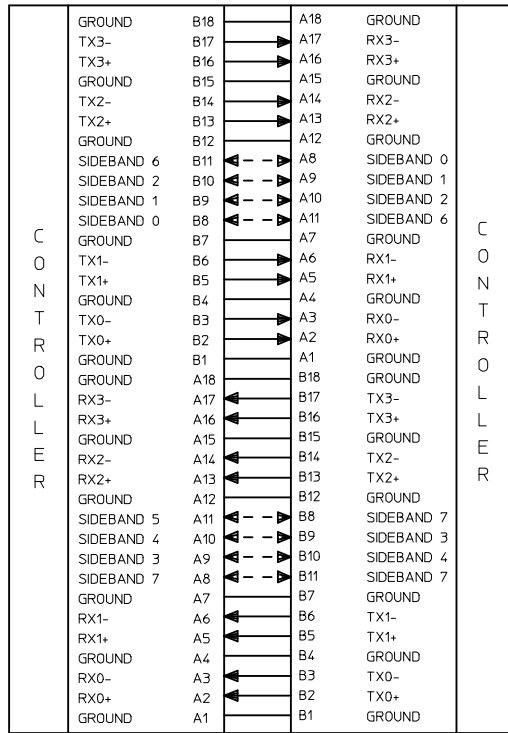 GROUND B18 A18 GROUND
TX3- B17 A17 RX3-
TX3+ B16 A16 RX3+
GROUND B15 A15 GROUND
TX2- B14 A14 RX2-
TX2+ B13 A13 RX2+
GROUND B12 A12 GROUND
SIDEBAND 6 B11 A8 SIDEBAND 0
SIDEBAND 2 B10 A9 SIDEBAND 1
SIDEBAND 1 B9 A10 SIDEBAND 2
SIDEBAND 0 B8 A11 SIDEBAND 6
GROUND B7 A7 GROUND
TX1- B6 A6 RX1-
TX1+ B5 A5 RX1+
GROUND B4 A4 GROUND
TX0- B3 A3 RX0-
TX0+ B2 A2 RX0+
GROUND B1 A1 GROUND
GROUND A18 B18 GROUND
RX3- A17 B17 TX3-
RX3+ A16 B16 TX3+
GROUND A15 B15 GROUND
RX2- A14 B14 TX2-
RX2+ A13 B13 TX2+
GROUND A12 B12 GROUND
SIDEBAND 5 A11 B8 SIDEBAND 7
SIDEBAND 4 A10 B9 SIDEBAND 3
SIDEBAND 3 A9 B10 SIDEBAND 4
SIDEBAND 7 A8 B11 SIDEBAND 7
GROUND A7 B7 GROUND
RX1- A6 B6 TX1-
RX1+ A5 B5 TX1+
GROUND A4 B4 GROUND
RX0- A3 B3 TX0-
RX0+ A2 B2 TX0+
GROUND A1 B1 GROUND
CONTROLLER
CONTROLLER